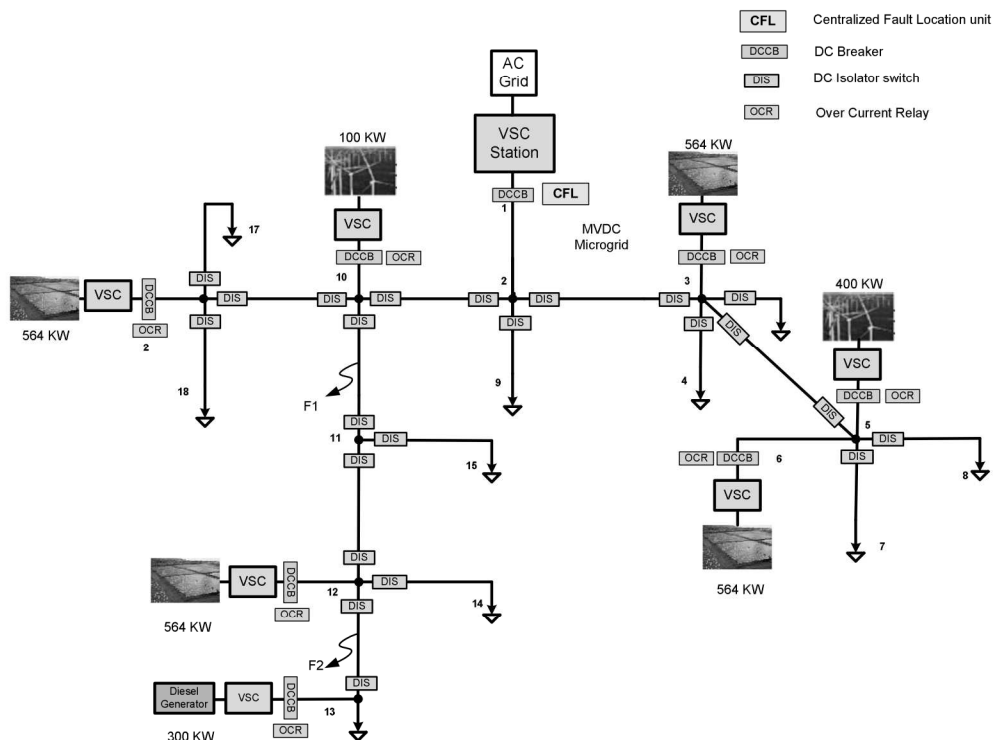 CFL Centralized Fault Location unit
DCCB DC Breaker
DIS DC Isolator switch
OCR Over Current Relay
AC
Grid
VSC
Station
DCCB CFL
1
MVDC
Microgrid
100 KW
VSC
DCCB OCR
10
564 KW
VSC
DCCB OCR
3
17
DIS
VSC DCCB
OCR
2
564 KW
DIS DIS DIS DIS DIS DIS DIS
2
DIS
18
DIS
F1
DIS
9
DIS
4
DIS
DIS
400 KW
VSC
DCCB OCR
5
DIS
8
DIS
7
6
OCR DCCB
VSC
564 KW
DIS
11
DIS
15
DIS
DIS
VSC DCCB
OCR
564 KW
12
DIS
14
DIS
F2
DIS
Diesel
Generator
VSC
DCCB
OCR
13
300 KW